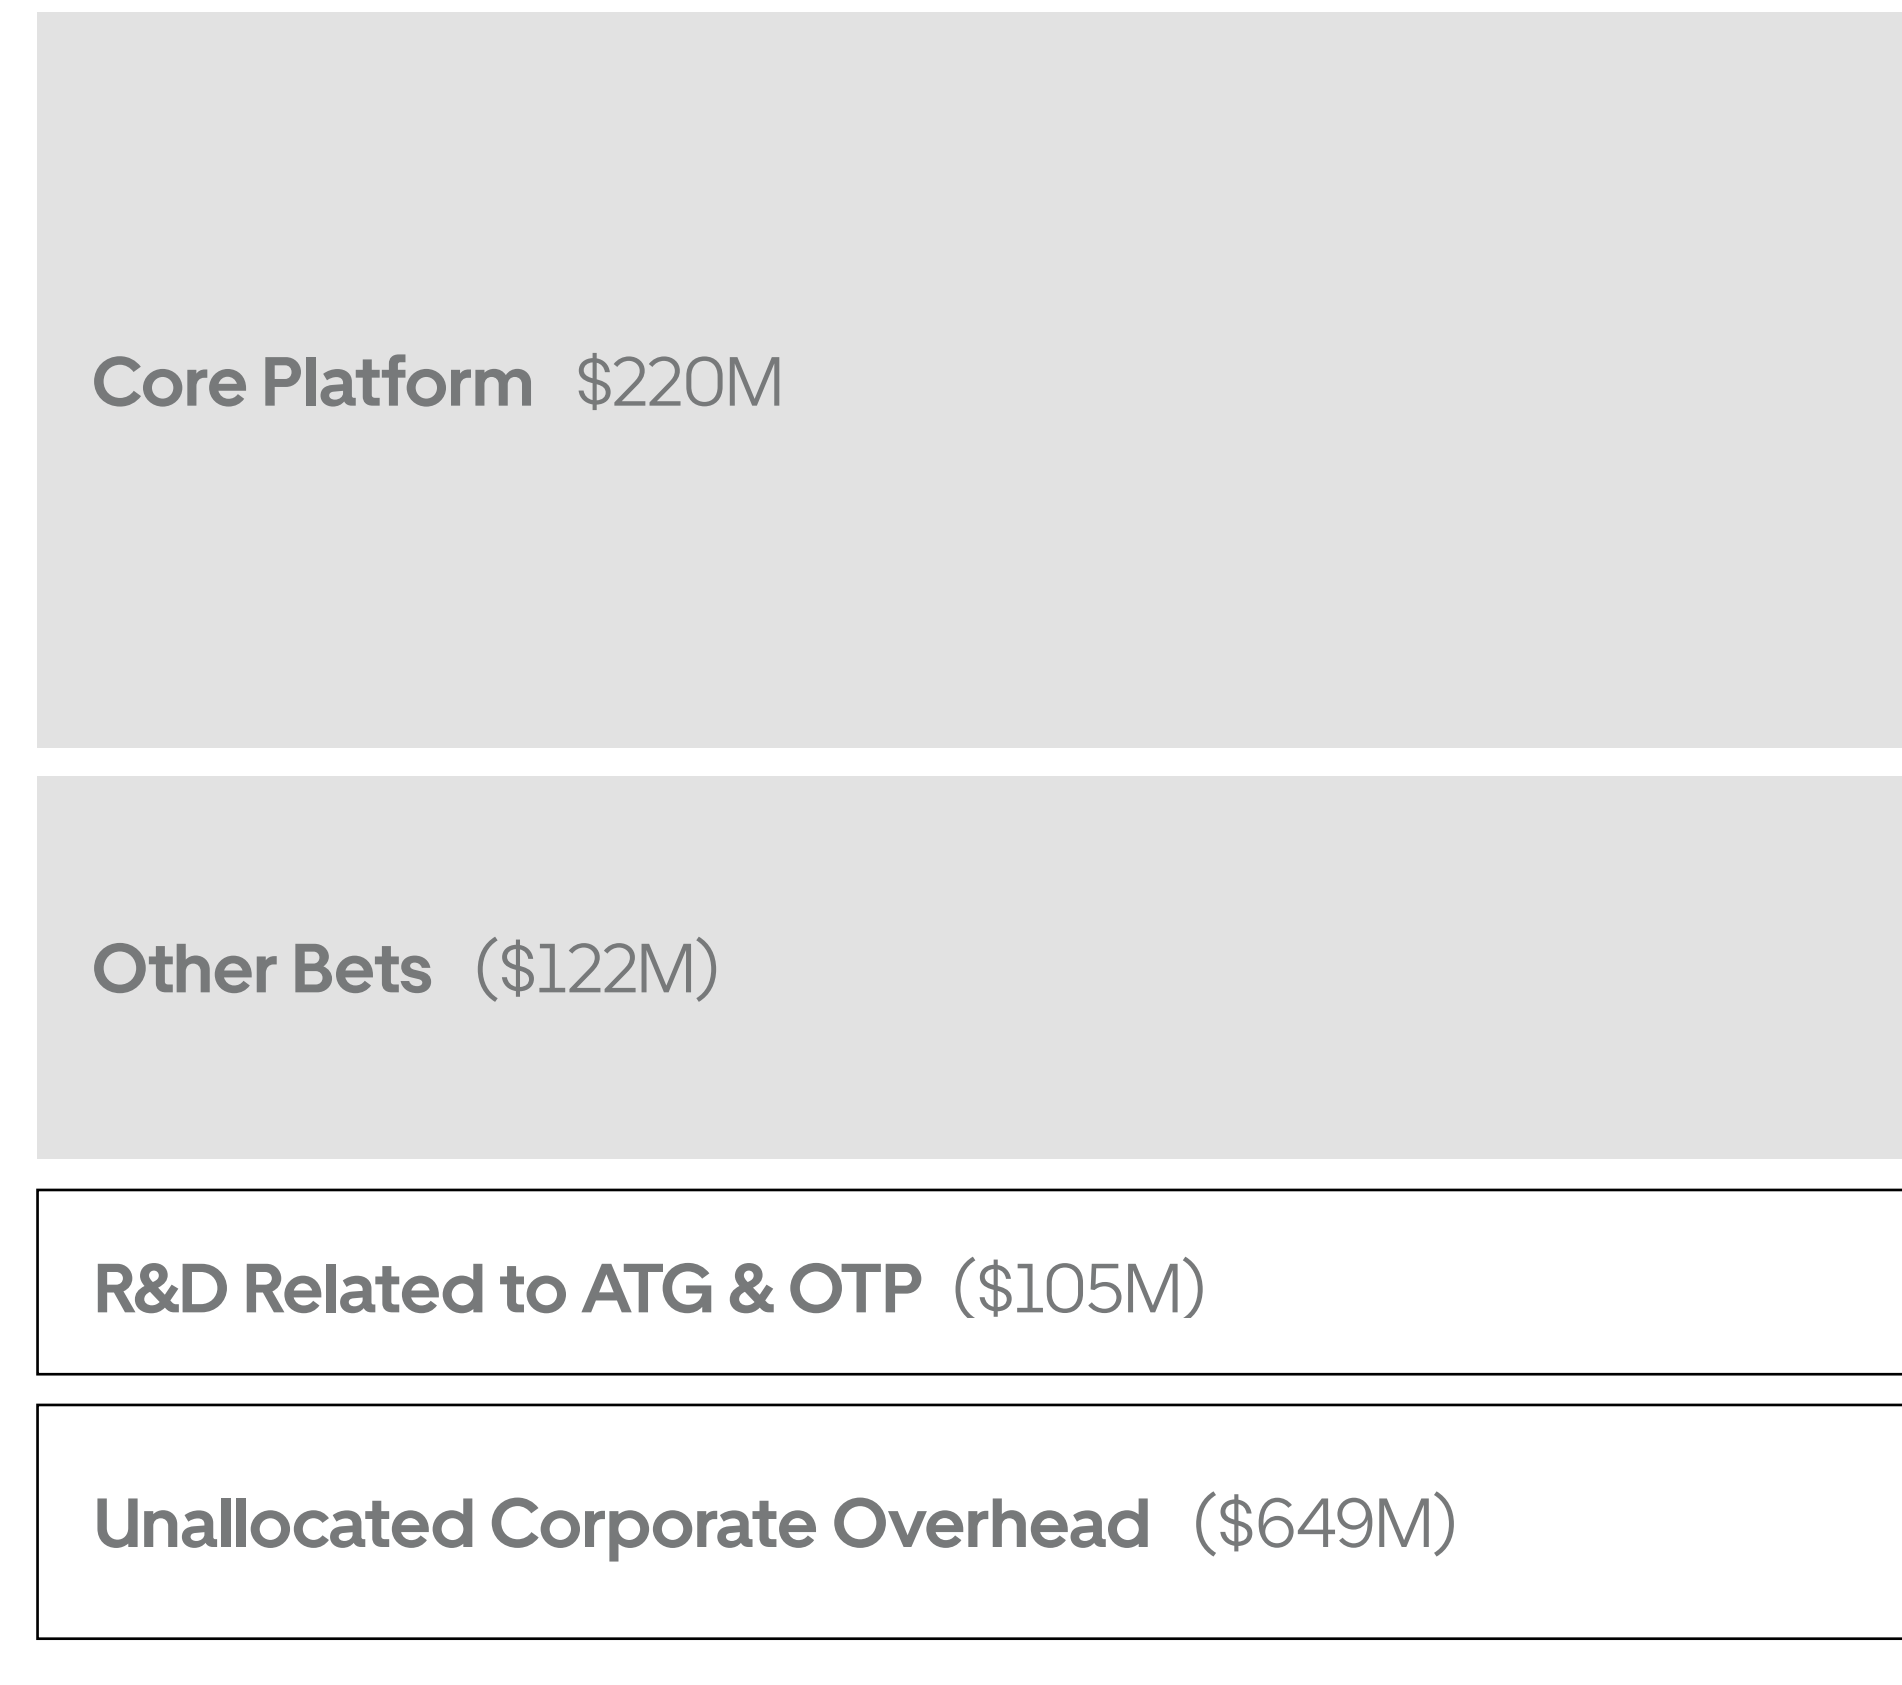 Core Platform $220M
Other Bets ($122M)
R&D Related to ATG & OTP ($105M)
Unallocated Corporate Overhead ($649M)